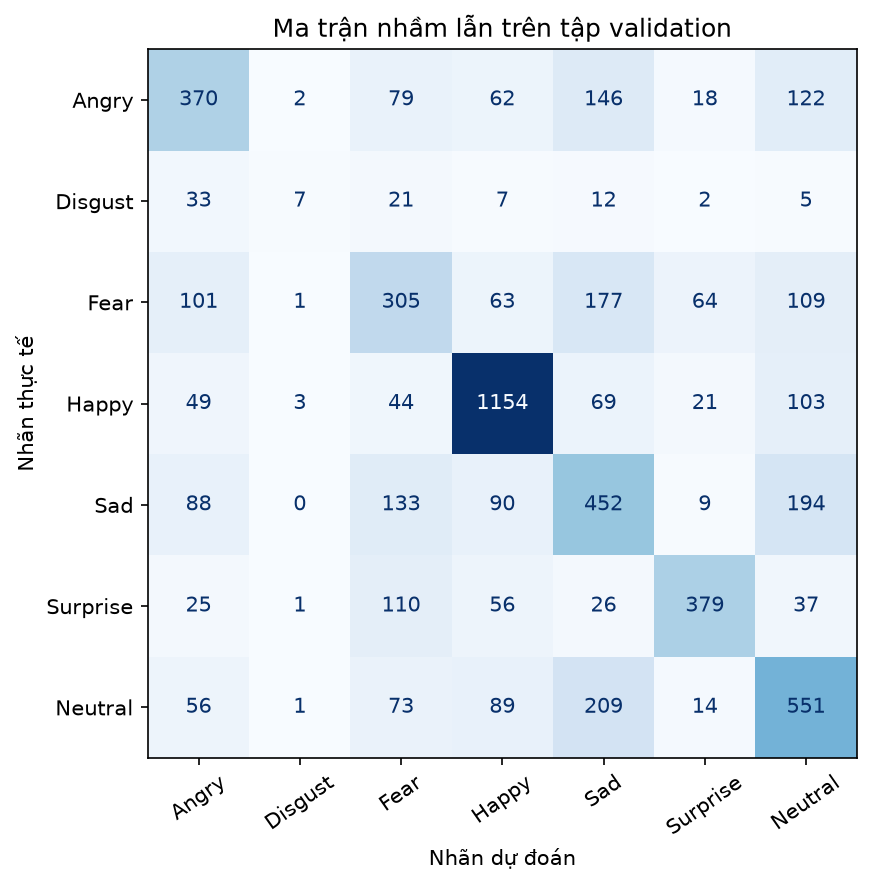 Ma trận nhầm lẫn trên tập validation
Nhãn thực tế
Angry 370 2 79 62 146 18 122
Disgust 33 7 21 7 12 2 5
Fear 101 1 305 63 177 64 109
Happy 49 3 44 1154 69 21 103
Sad 88 0 133 90 452 9 194
Surprise 25 1 110 56 26 379 37
Neutral 56 1 73 89 209 14 551
Angry Disgust Fear Happy Sad Surprise Neutral
Nhãn dự đoán